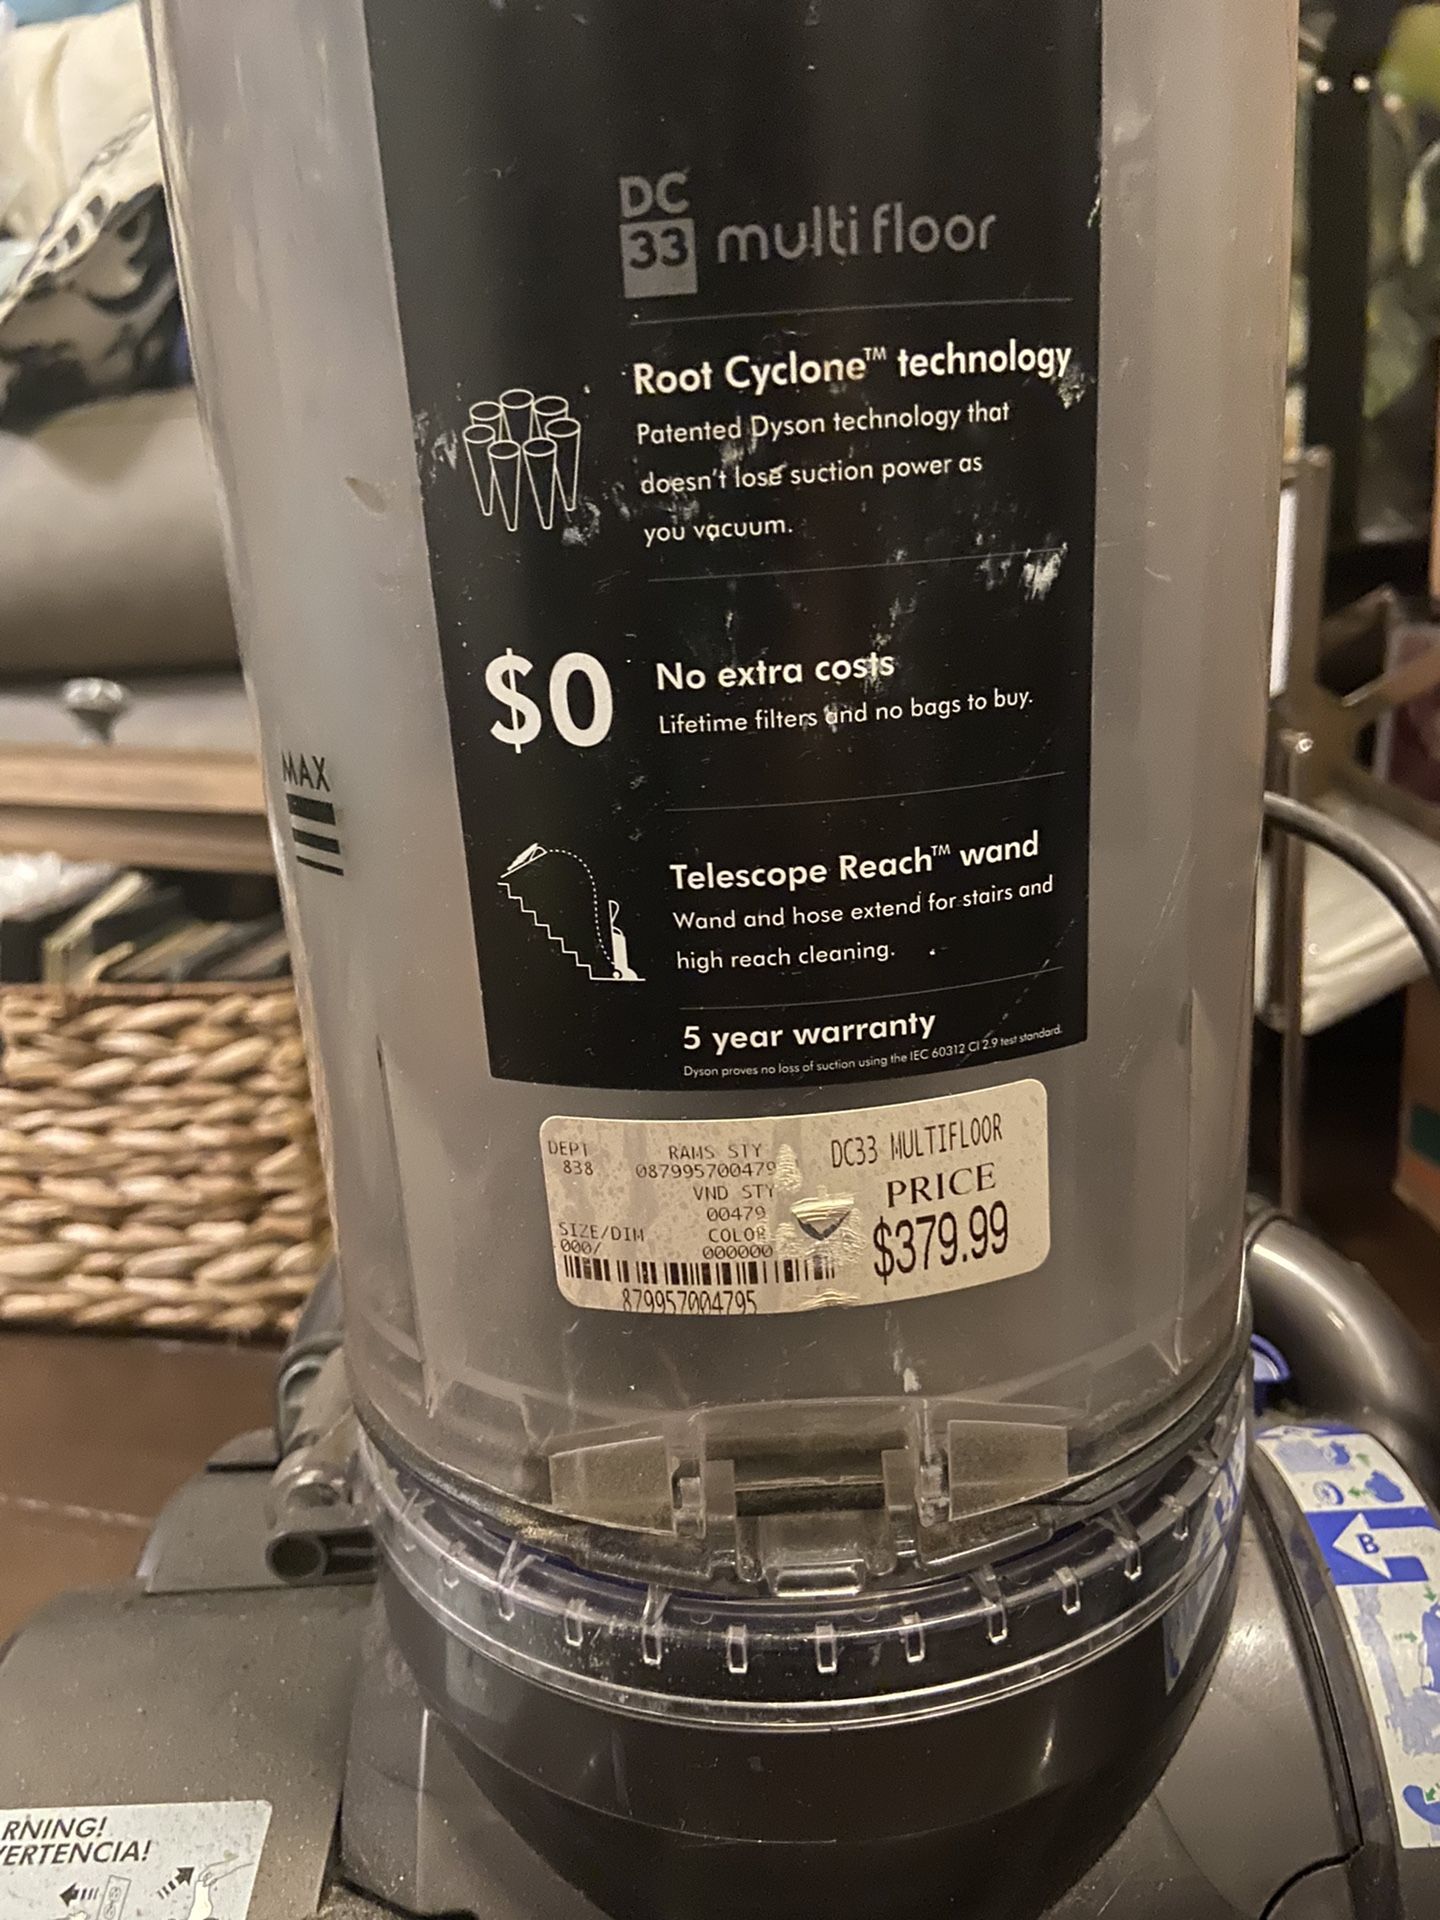 DC
33 multi floor
Root Cyclone™ technology
Patented Dyson technology that
doesn't lose suction power as
you vacuum.
$0
No extra costs
Lifetime filters and no bags to buy.
MAX
Telescope Reach™ wand
Wand and hose extend for stairs and
high reach cleaning.
5 year warranty
Dyson proves no loss of suction using the IEC 60312 Cl 2.9 test standard.
DEPT
838
RAMS STY
087995700479
VND STY
00479
SIZE/DIM
000/
COLOR
000000
879957004795
DC33 MULTIFLOOR
PRICE
$379.99
B
RNING!
ERTENCIA!